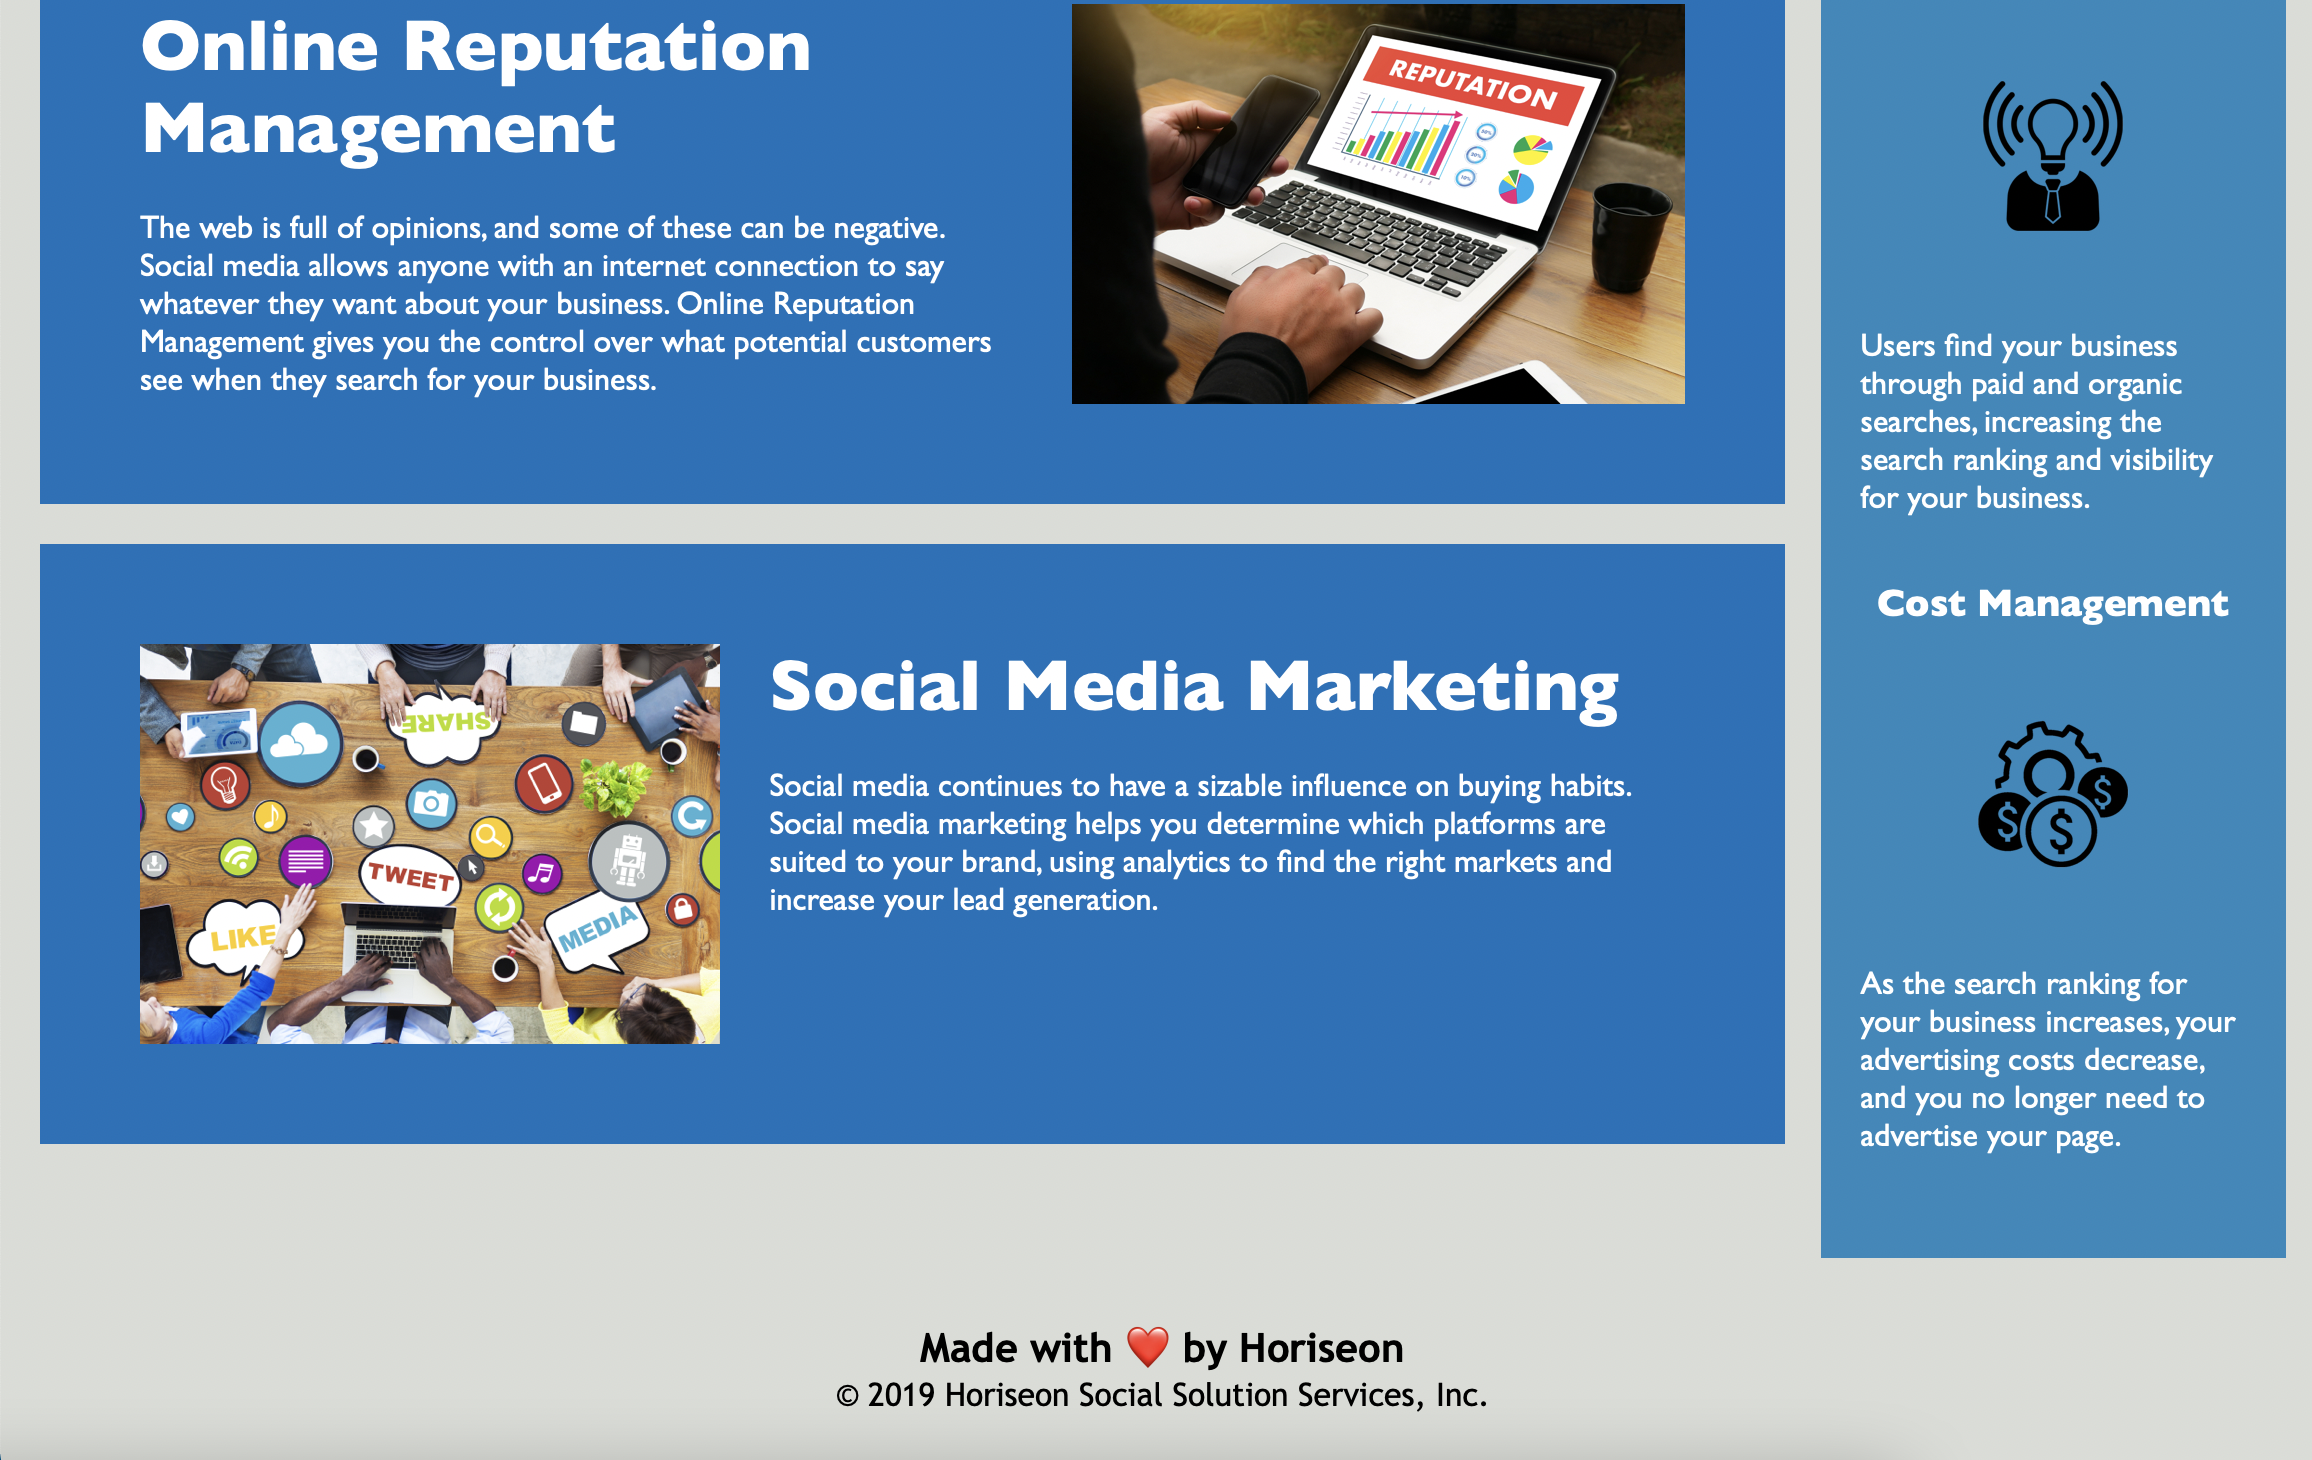 Online Reputation
Management
The web is full of opinions, and some of these can be negative.
Social media allows anyone with an internet connection to say
whatever they want about your business. Online Reputation
Management gives you the control over what potential customers
see when they search for your business.
REPUTATION
SHARE
TWEET
LIKE
MEDIA
Social Media Marketing
Social media continues to have a sizable influence on buying habits.
Social media marketing helps you determine which platforms are
suited to your brand, using analytics to find the right markets and
increase your lead generation.
Users find your business
through paid and organic
searches, increasing the
search ranking and visibility
for your business.
Cost Management
$ $ $
As the search ranking for
your business increases, your
advertising costs decrease,
and you no longer need to
advertise your page.
Made with ❤️ by Horiseon
© 2019 Horiseon Social Solution Services, Inc.